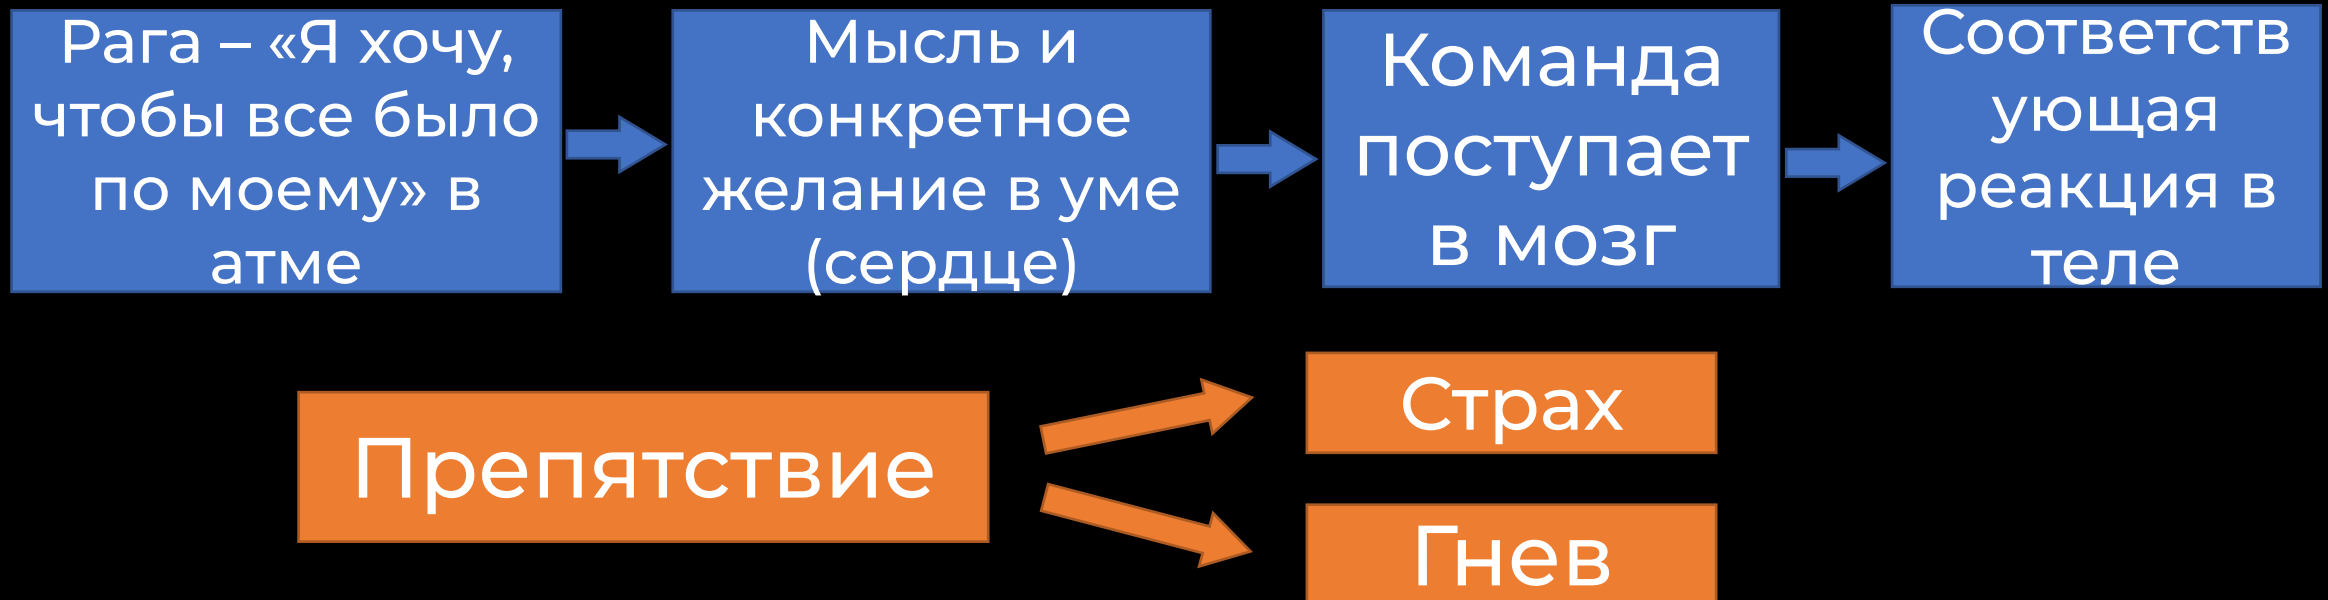 Рага – «Я хочу,
чтобы все было
по моему» в
атме
Мысль и
конкретное
желание в уме
(сердце)
Команда
поступает
в мозг
Соответств
ующая
реакция в
теле
Препятствие
Страх
Гнев